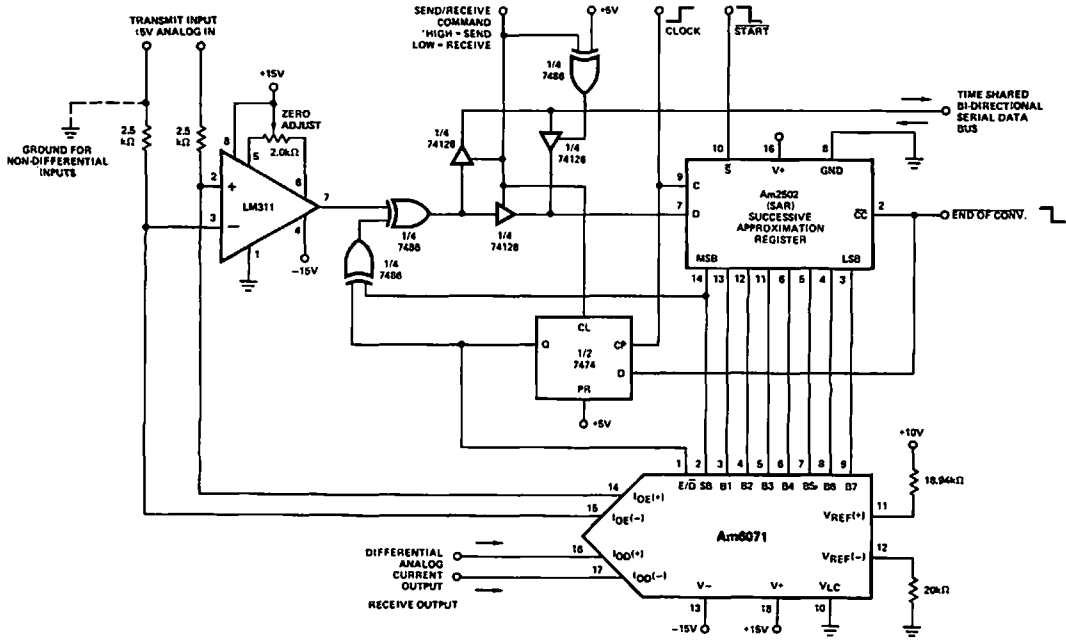 TRANSMIT INPUT
±5V ANALOG IN
SEND/RECEIVE
COMMAND
'HIGH = SEND
LOW = RECEIVE
+5V
CLOCK
START
1/4
7486
+15V
ZERO
ADJUST
2.0kΩ
GROUND FOR
NON-DIFFERENTIAL
INPUTS
2.5
kΩ
2.5
kΩ
8
5
6
2
+
3
−
LM311
7
4
1
−15V
1/4
74126
1/4
74126
1/4
7486
1/4
74126
1/4
7486
TIME SHARED
BI-DIRECTIONAL
SERIAL DATA
BUS
10
16
8
S
V+
GND
9
C
7
D
Am2502
(SAR)
SUCCESSIVE
APPROXIMATION
REGISTER
2
CC
END OF CONV.
MSB
LSB
14
13
12
11
6
5
4
3
CL
Q
1/2
7474
CP
D
PR
+5V
1
2
3
4
5
6
7
8
9
E/D
SB
B1
B2
B3
B4
B5
B6
B7
+10V
18.94kΩ
14
IOE(+)
15
IOE(−)
16
IOD(+)
17
IOD(−)
Am6071
VREF(+)
11
VREF(−)
12
20kΩ
DIFFERENTIAL
ANALOG
CURRENT
OUTPUT
RECEIVE OUTPUT
V−
V+
VLC
13
18
10
−15V
+15V